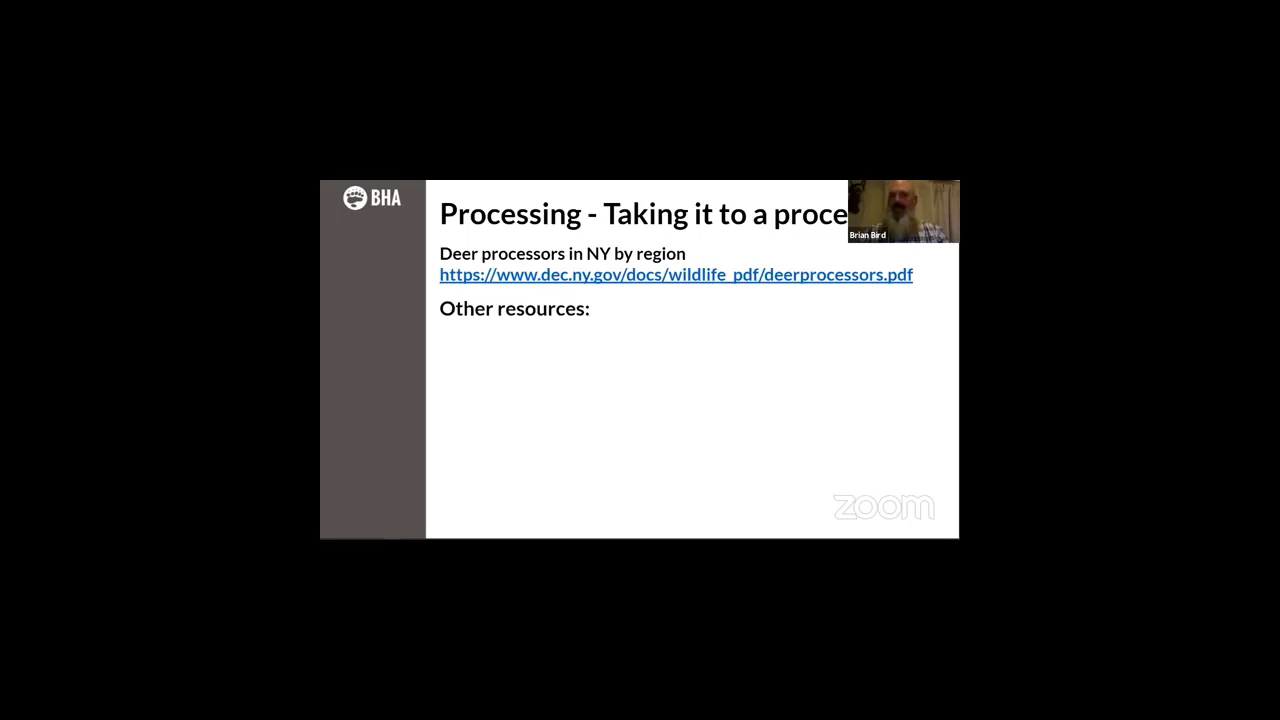 BHA
Processing - Taking it to a proce
Brian Bird
Deer processors in NY by region
https://www.dec.ny.gov/docs/wildlife_pdf/deerprocessors.pdf
Other resources:
zoom